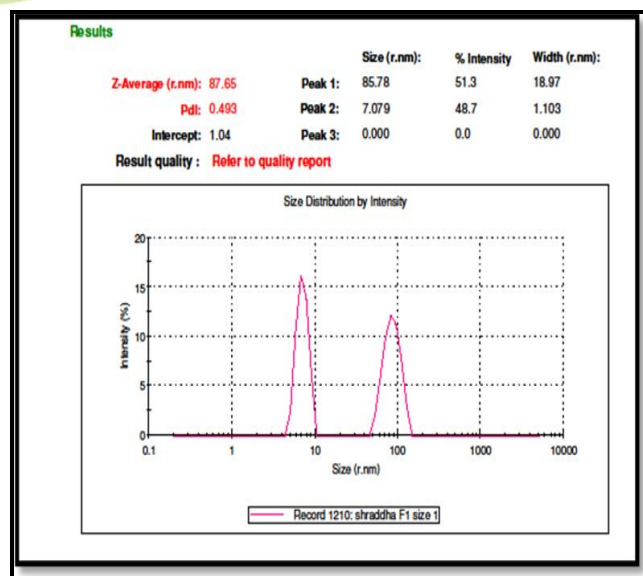 Results
Size (r.nm): % Intensity Width (r.nm):
Z-Average (r.nm): 87.65 Peak 1: 85.78 51.3 18.97
PdI: 0.493 Peak 2: 7.079 48.7 1.103
Intercept: 1.04 Peak 3: 0.000 0.0 0.000
Result quality : Refer to quality report
Size Distribution by Intensity
Intensity (%)
20
15
10
5
0
0.1 1 10 100 1000 10000
Size (r.nm)
Record 1210: shraddha F1 size 1